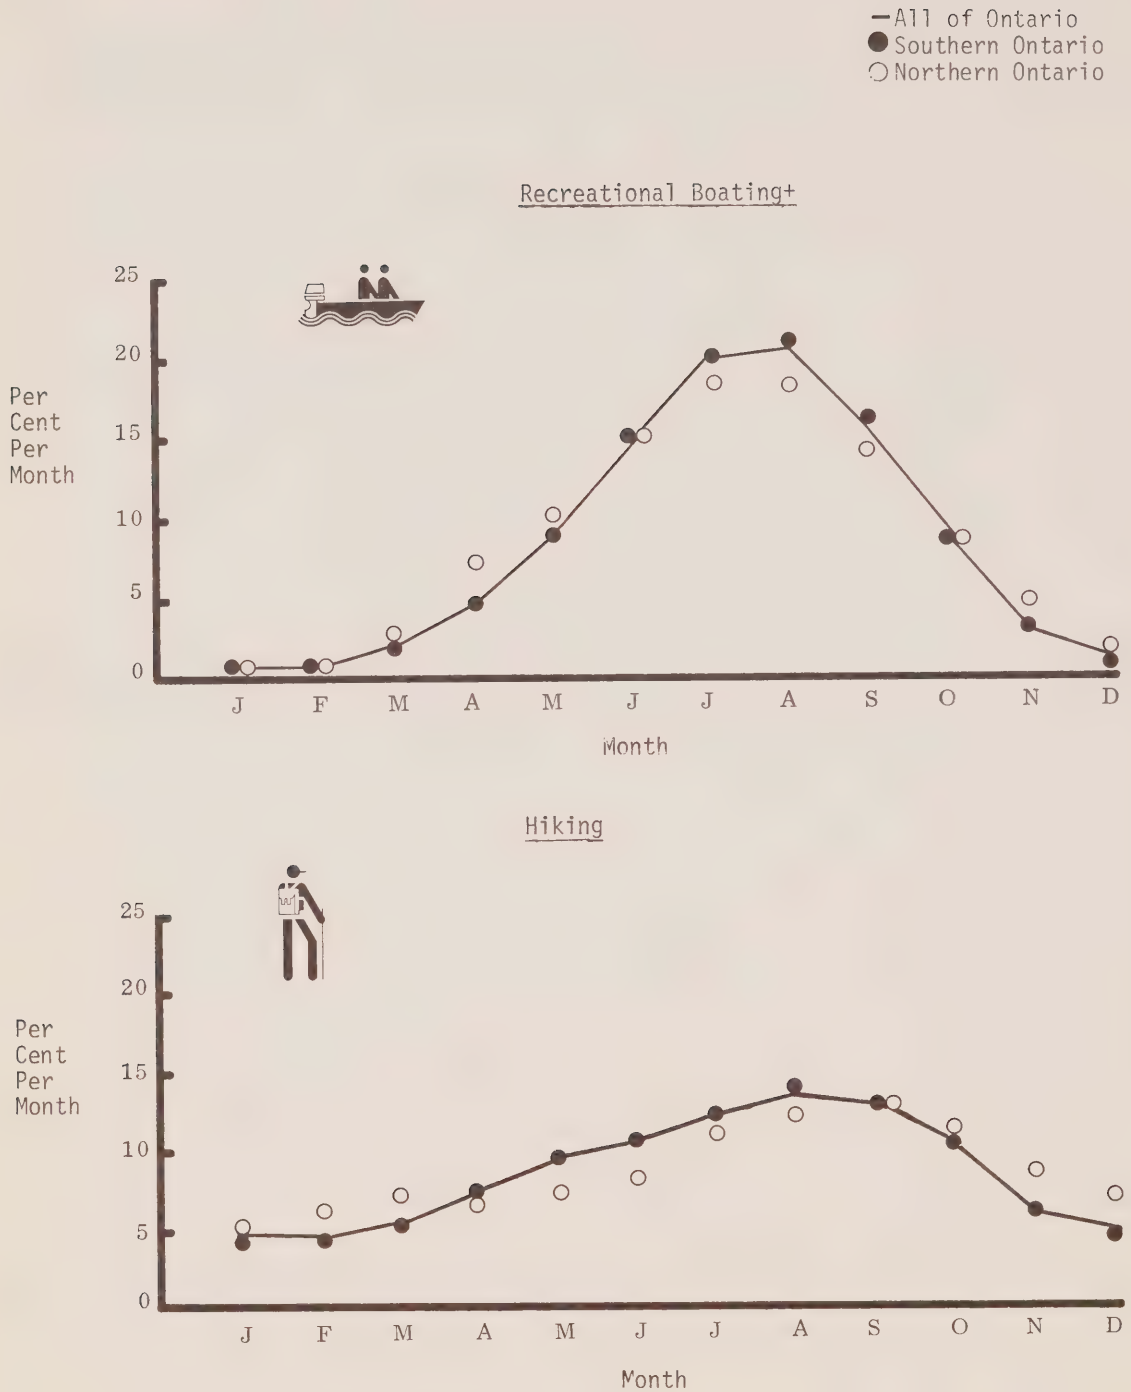 — All of Ontario
● Southern Ontario
○ Northern Ontario
Recreational Boating+
25
20
15
10
5
0
Per
Cent
Per
Month
J F M A M J J A S O N D
Month
Hiking
25
20
15
10
5
0
Per
Cent
Per
Month
J F M A M J J A S O N D
Month